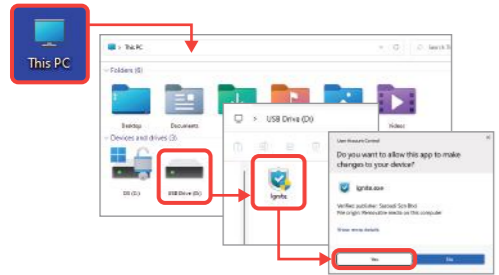 This PC
This PC
Search Th
Folders (6)
Desktop
Documents
Videos
Devices and drives (3)
OS (C:)
USB Drive (D:)
USB Drive (D:)
Ignite
User Account Control
Do you want to allow this app to make
changes to your device?
Ignite.exe
Verified publisher: Sdn Bhd
File origin: Removable media on this computer
Show more details
Yes
No